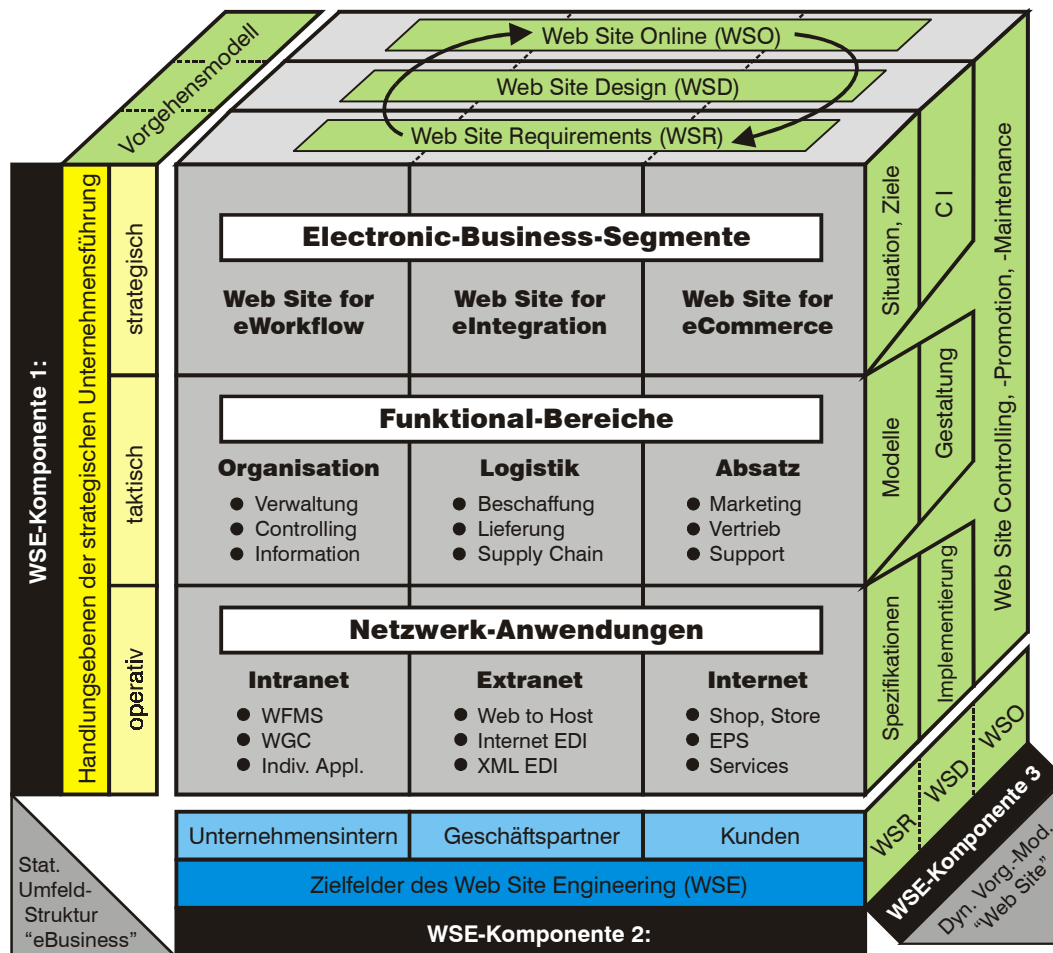 Vorgehensmodell
Web Site Online (WSO)
Web Site Design (WSD)
Web Site Requirements (WSR)
WSE-Komponente 1:
Handlungsebenen der strategischen Unternehmensführung
strategisch
taktisch
operativ
Electronic-Business-Segmente
Web Site for
eWorkflow
Web Site for
eIntegration
Web Site for
eCommerce
Funktional-Bereiche
Organisation
● Verwaltung
● Controlling
● Information
Logistik
● Beschaffung
● Lieferung
● Supply Chain
Absatz
● Marketing
● Vertrieb
● Support
Netzwerk-Anwendungen
Intranet
● WFMS
● WGC
● Indiv. Appl.
Extranet
● Web to Host
● Internet EDI
● XML EDI
Internet
● Shop, Store
● EPS
● Services
Situation, Ziele
C I
Modelle
Gestaltung
Spezifikationen
Implementierung
Web Site Controlling, -Promotion, -Maintenance
WSR
WSD
WSO
WSE-Komponente 3
Dyn. Vorg.-Mod.
“Web Site”
Unternehmensintern
Geschäftspartner
Kunden
Zielfelder des Web Site Engineering (WSE)
WSE-Komponente 2:
Stat.
Umfeld-
Struktur
“eBusiness”